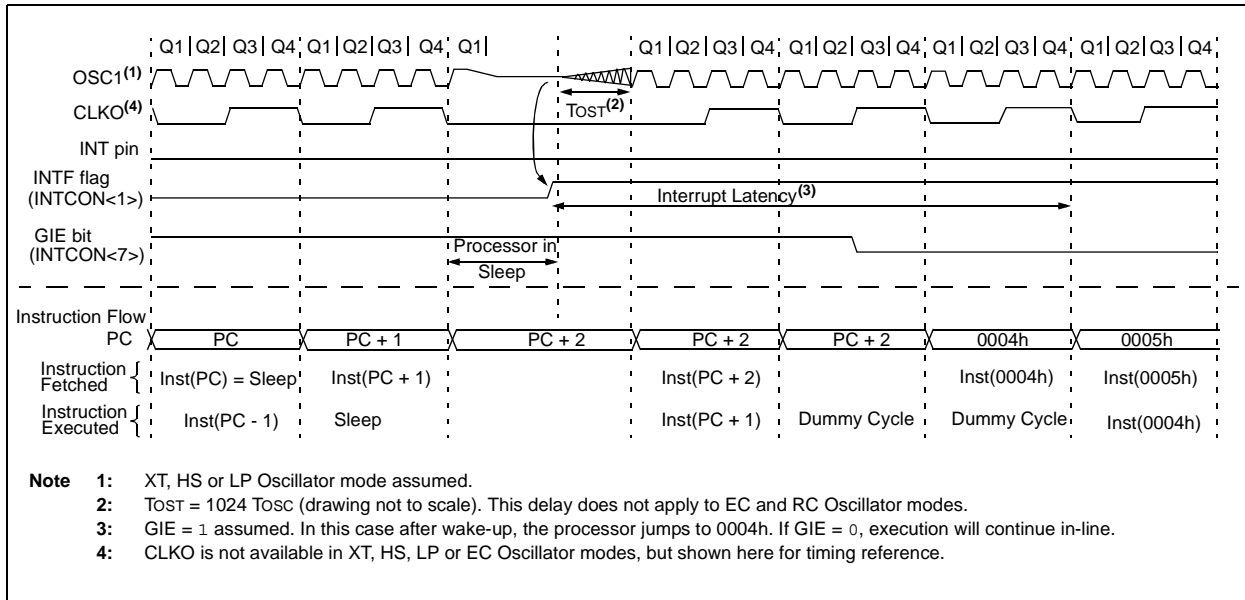 Q1 Q2 Q3 Q4 Q1 Q2 Q3 Q4 Q1 Q1 Q2 Q3 Q4 Q1 Q2 Q3 Q4 Q1 Q2 Q3 Q4 Q1 Q2 Q3 Q4
OSC1(1)
CLKO(4)
TOST(2)
INT pin
INTF flag
(INTCON<1>)
Interrupt Latency(3)
GIE bit
(INTCON<7>)
Processor in
Sleep
Instruction Flow
PC PC PC + 1 PC + 2 PC + 2 PC + 2 0004h 0005h
Instruction
Fetched
Inst(PC) = Sleep Inst(PC + 1) Inst(PC + 2) Inst(0004h) Inst(0005h)
Instruction
Executed
Inst(PC - 1) Sleep Inst(PC + 1) Dummy Cycle Dummy Cycle Inst(0004h)
Note 1: XT, HS or LP Oscillator mode assumed.
2: TOST = 1024 TOSC (drawing not to scale). This delay does not apply to EC and RC Oscillator modes.
3: GIE = 1 assumed. In this case after wake-up, the processor jumps to 0004h. If GIE = 0, execution will continue in-line.
4: CLKO is not available in XT, HS, LP or EC Oscillator modes, but shown here for timing reference.